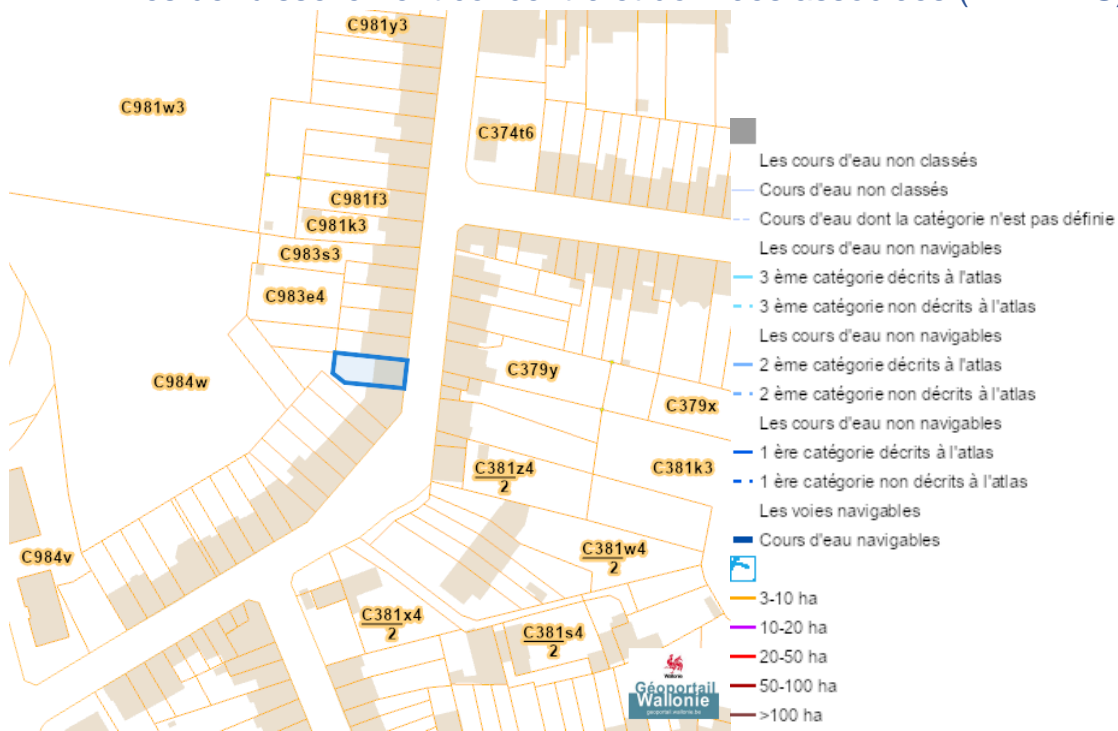 C981y3
C981w3
C374t6
C981f3
C981k3
C983s3
C983e4
C984w
C379y
C379x
C381z4
2
C381k3
C984v
C381w4
2
C381x4
2
C381s4
2
Wallonie
Géoportail
Wallonie
geoportail.wallonie.be
Les cours d'eau non classés
Cours d'eau non classés
Cours d'eau dont la catégorie n'est pas définie
Les cours d'eau non navigables
3 ème catégorie décrits à l'atlas
3 ème catégorie non décrits à l'atlas
Les cours d'eau non navigables
2 ème catégorie décrits à l'atlas
2 ème catégorie non décrits à l'atlas
Les cours d'eau non navigables
1 ère catégorie décrits à l'atlas
1 ère catégorie non décrits à l'atlas
Les voies navigables
Cours d'eau navigables
3-10 ha
10-20 ha
20-50 ha
50-100 ha
>100 ha